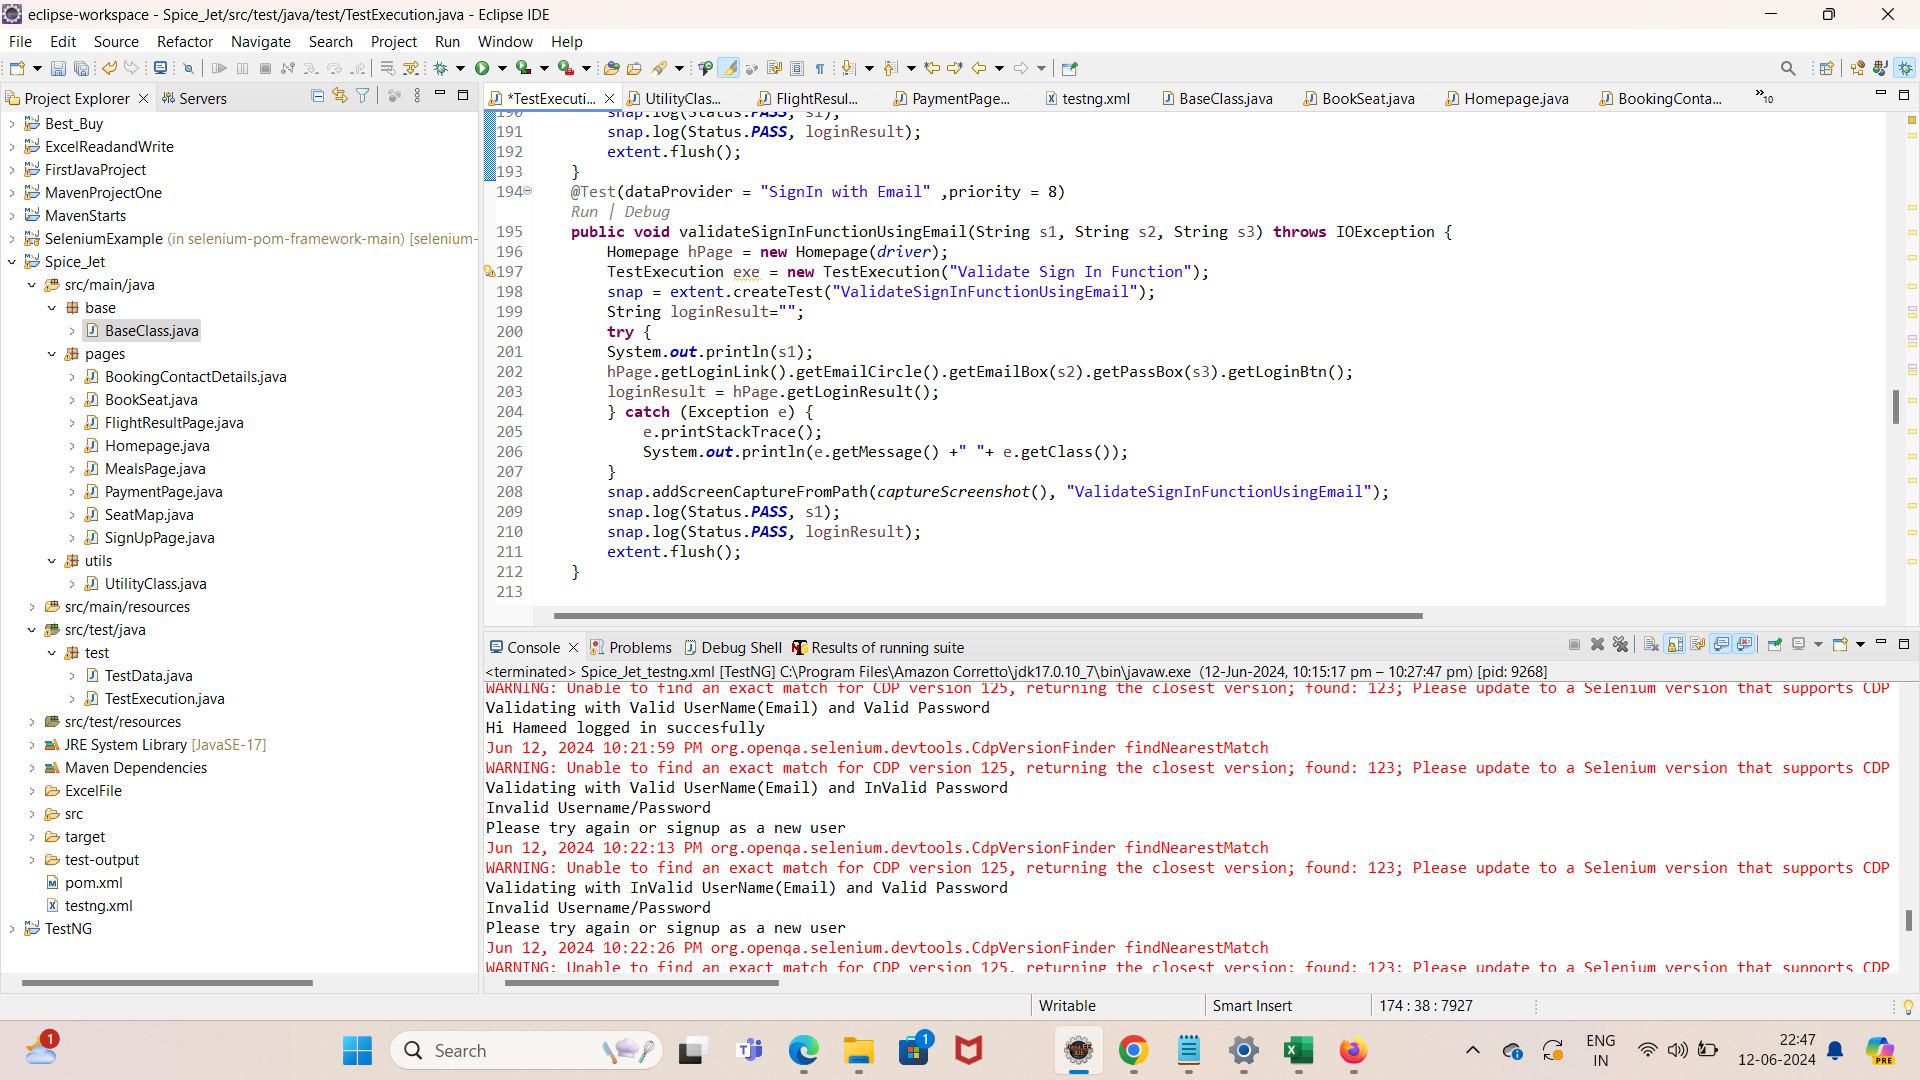 eclipse-workspace - Spice_Jet/src/test/java/test/TestExecution.java - Eclipse IDE
File Edit Source Refactor Navigate Search Project Run Window Help
Project Explorer Servers
*TestExecuti... UtilityClas... FlightResul... PaymentPage... testng.xml BaseClass.java BookSeat.java Homepage.java BookingConta... »10
Best_Buy
ExcelReadandWrite
FirstJavaProject
MavenProjectOne
MavenStarts
SeleniumExample (in selenium-pom-framework-main) [selenium-
Spice_Jet
src/main/java
base
BaseClass.java
pages
BookingContactDetails.java
BookSeat.java
FlightResultPage.java
Homepage.java
MealsPage.java
PaymentPage.java
SeatMap.java
SignUpPage.java
utils
UtilityClass.java
src/main/resources
src/test/java
test
TestData.java
TestExecution.java
src/test/resources
JRE System Library [JavaSE-17]
Maven Dependencies
ExcelFile
src
target
test-output
pom.xml
testng.xml
TestNG
190 snap.log(Status.PASS, s1);
191 snap.log(Status.PASS, loginResult);
192 extent.flush();
193 }
194 @Test(dataProvider = "SignIn with Email" ,priority = 8)
Run | Debug
195 public void validateSignInFunctionUsingEmail(String s1, String s2, String s3) throws IOException {
196 Homepage hPage = new Homepage(driver);
197 TestExecution exe = new TestExecution("Validate Sign In Function");
198 snap = extent.createTest("ValidateSignInFunctionUsingEmail");
199 String loginResult="";
200 try {
201 System.out.println(s1);
202 hPage.getLoginLink().getEmailCircle().getEmailBox(s2).getPassBox(s3).getLoginBtn();
203 loginResult = hPage.getLoginResult();
204 } catch (Exception e) {
205 e.printStackTrace();
206 System.out.println(e.getMessage() +" "+ e.getClass());
207 }
208 snap.addScreenCaptureFromPath(captureScreenshot(), "ValidateSignInFunctionUsingEmail");
209 snap.log(Status.PASS, s1);
210 snap.log(Status.PASS, loginResult);
211 extent.flush();
212 }
213
Console Problems Debug Shell Results of running suite
<terminated> Spice_Jet_testng.xml [TestNG] C:\Program Files\Amazon Corretto\jdk17.0.10_7\bin\javaw.exe (12-Jun-2024, 10:15:17 pm – 10:27:47 pm) [pid: 9268]
WARNING: Unable to find an exact match for CDP version 125, returning the closest version; found: 123; Please update to a Selenium version that supports CDP
Validating with Valid UserName(Email) and Valid Password
Hi Hameed logged in succesfully
Jun 12, 2024 10:21:59 PM org.openqa.selenium.devtools.CdpVersionFinder findNearestMatch
WARNING: Unable to find an exact match for CDP version 125, returning the closest version; found: 123; Please update to a Selenium version that supports CDP
Validating with Valid UserName(Email) and InValid Password
Invalid Username/Password
Please try again or signup as a new user
Jun 12, 2024 10:22:13 PM org.openqa.selenium.devtools.CdpVersionFinder findNearestMatch
WARNING: Unable to find an exact match for CDP version 125, returning the closest version; found: 123; Please update to a Selenium version that supports CDP
Validating with InValid UserName(Email) and Valid Password
Invalid Username/Password
Please try again or signup as a new user
Jun 12, 2024 10:22:26 PM org.openqa.selenium.devtools.CdpVersionFinder findNearestMatch
WARNING: Unable to find an exact match for CDP version 125, returning the closest version; found: 123; Please update to a Selenium version that supports CDP
Writable Smart Insert 174 : 38 : 7927
1 Search 1 ENG IN 22:47 12-06-2024 PRE